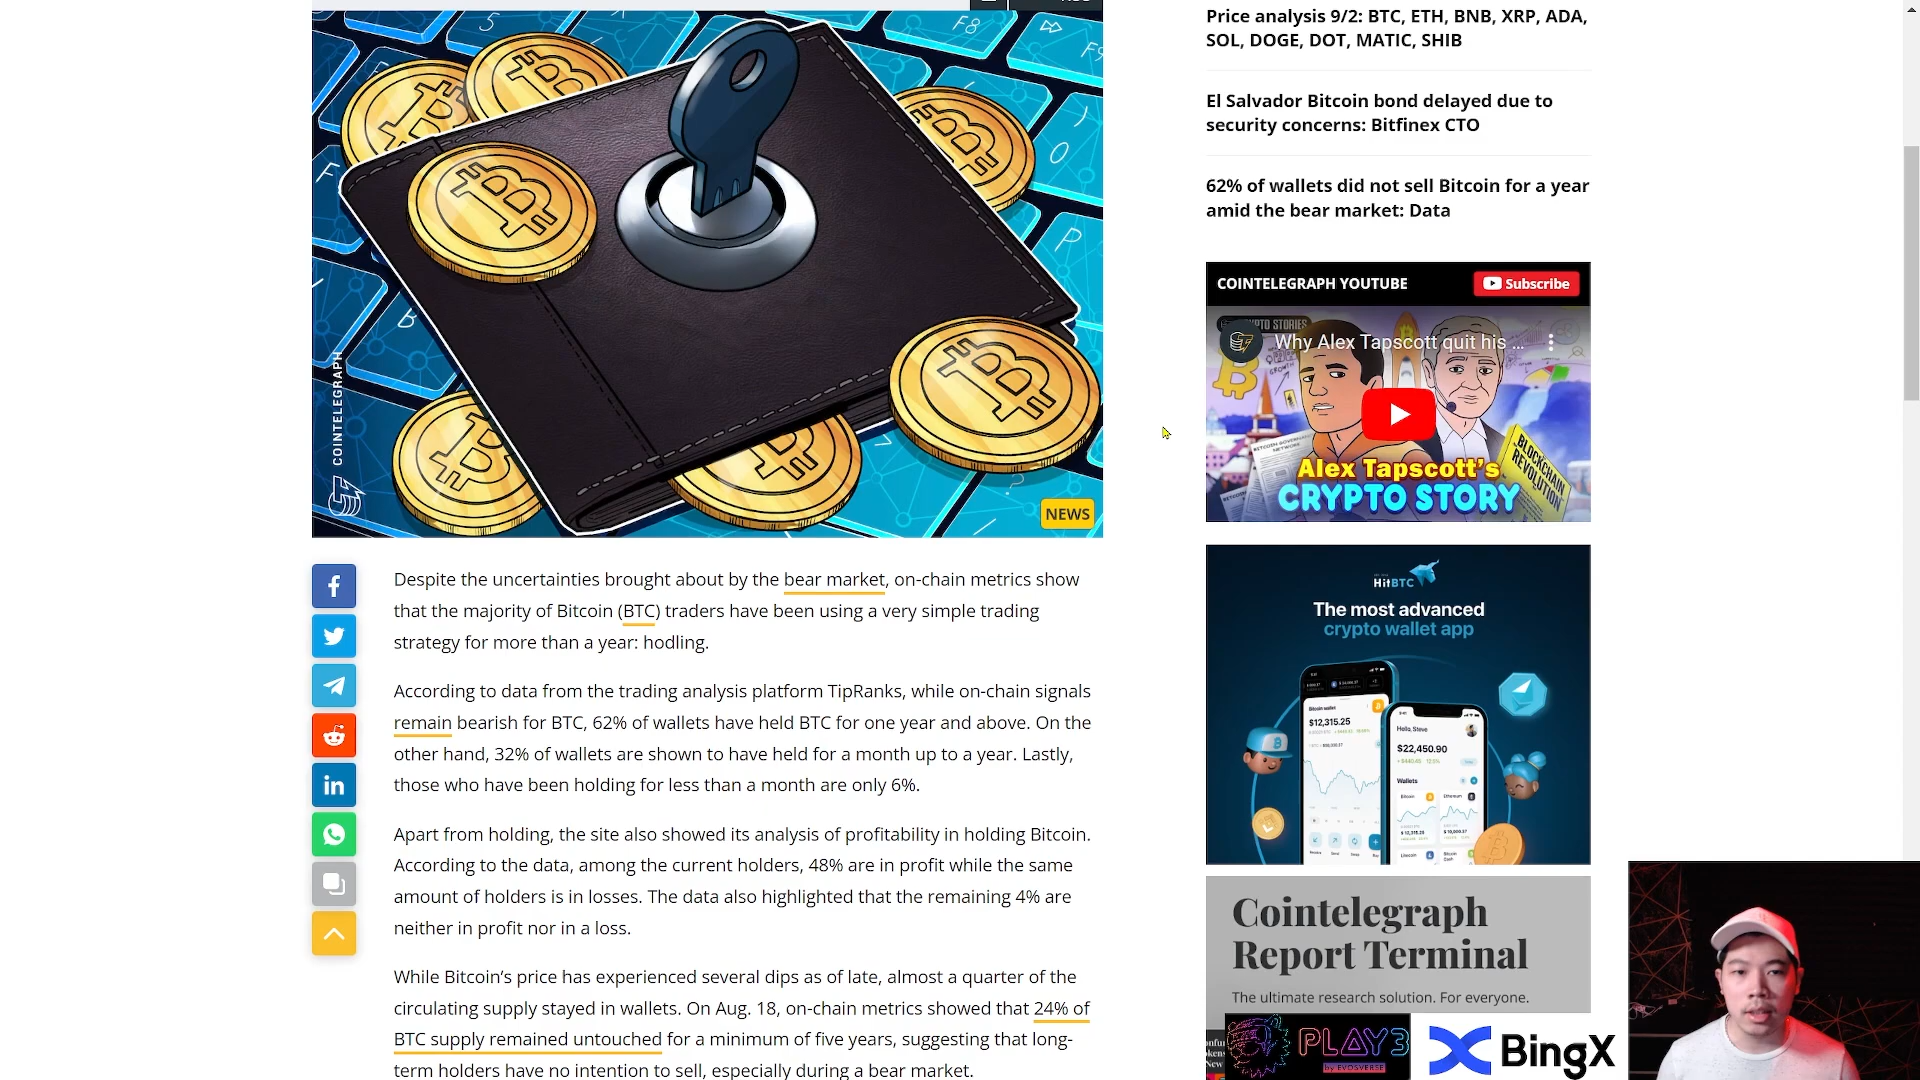 Price analysis 9/2: BTC, ETH, BNB, XRP, ADA,
SOL, DOGE, DOT, MATIC, SHIB
El Salvador Bitcoin bond delayed due to
security concerns: Bitfinex CTO
62% of wallets did not sell Bitcoin for a year
amid the bear market: Data
COINTELEGRAPH YOUTUBE
Subscribe
Why Alex Tapscott quit his ...
Alex Tapscott's
CRYPTO STORY
BLOCKCHAIN
REVOLUTION
HitBTC
The most advanced
crypto wallet app
Bitcoin wallet
$12,315.25
Hello, Steve
$22,450.90
Wallets
Cointelegraph
Report Terminal
The ultimate research solution. For everyone.
PLAY3
by EVOSVERSE
BingX
COINTELEGRAPH
NEWS
Despite the uncertainties brought about by the bear market, on-chain metrics show
that the majority of Bitcoin (BTC) traders have been using a very simple trading
strategy for more than a year: hodling.
According to data from the trading analysis platform TipRanks, while on-chain signals
remain bearish for BTC, 62% of wallets have held BTC for one year and above. On the
other hand, 32% of wallets are shown to have held for a month up to a year. Lastly,
those who have been holding for less than a month are only 6%.
Apart from holding, the site also showed its analysis of profitability in holding Bitcoin.
According to the data, among the current holders, 48% are in profit while the same
amount of holders is in losses. The data also highlighted that the remaining 4% are
neither in profit nor in a loss.
While Bitcoin’s price has experienced several dips as of late, almost a quarter of the
circulating supply stayed in wallets. On Aug. 18, on-chain metrics showed that 24% of
BTC supply remained untouched for a minimum of five years, suggesting that long-
term holders have no intention to sell, especially during a bear market.